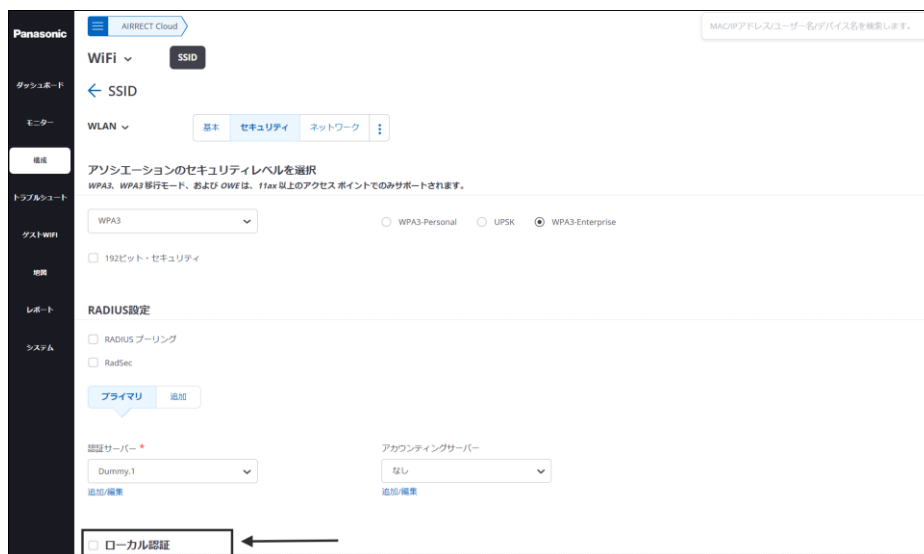 Panasonic
AIRRECT Cloud
MAC/IPアドレス/ユーザー名/デバイス名を検索します。
WiFi
SSID
ダッシュボード
SSID
モニター
WLAN
基本
セキュリティ
ネットワーク
構成
アソシエーションのセキュリティレベルを選択
WPA3、WPA3 移行モード、および OWE は、11ax 以上のアクセス ポイントでのみサポートされます。
トラブルシュート
WPA3
WPA3-Personal
UPSK
WPA3-Enterprise
ゲストWIFI
192ビット・セキュリティ
地図
レポート
RADIUS設定
RADIUS プーリング
システム
RadSec
プライマリ
追加
認証サーバー *
アカウンティングサーバー
Dummy.1
なし
追加/編集
追加/編集
ローカル認証